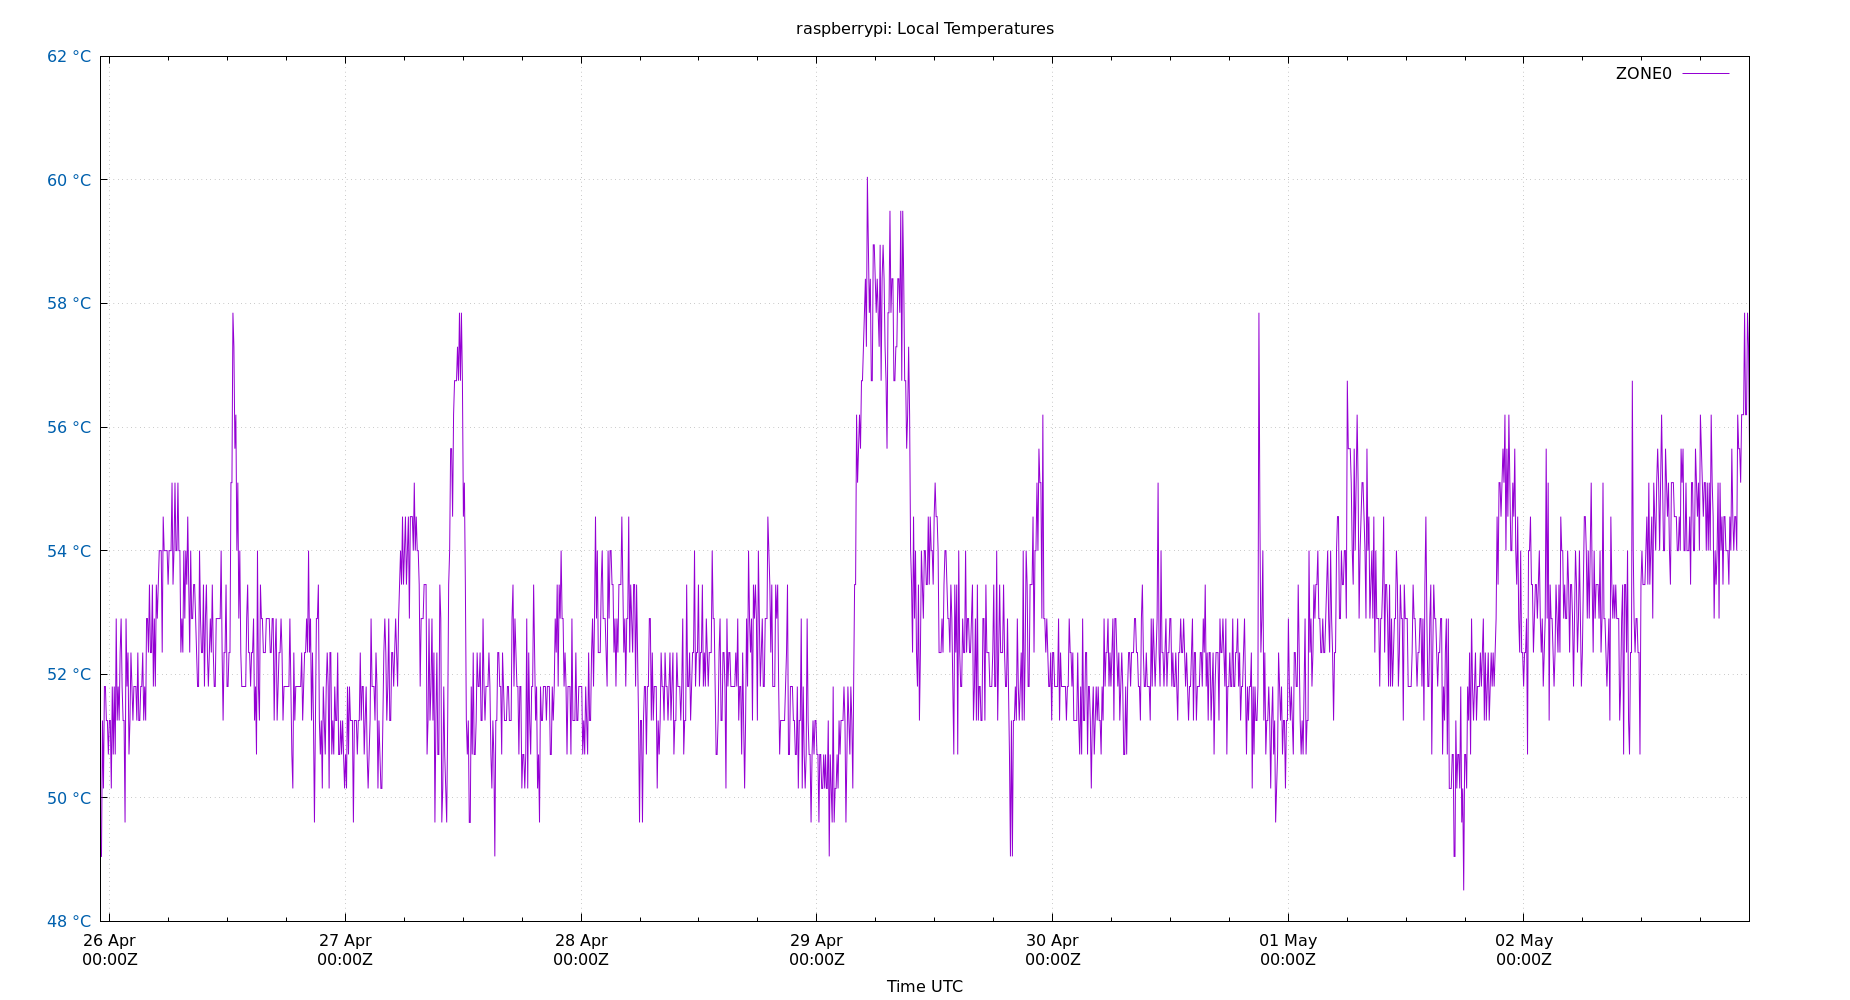 raspberrypi: Local Temperatures
62 °C
ZONE0
60 °C
58 °C
56 °C
54 °C
52 °C
50 °C
48 °C
26 Apr 27 Apr 28 Apr 29 Apr 30 Apr 01 May 02 May
00:00Z 00:00Z 00:00Z 00:00Z 00:00Z 00:00Z 00:00Z
Time UTC